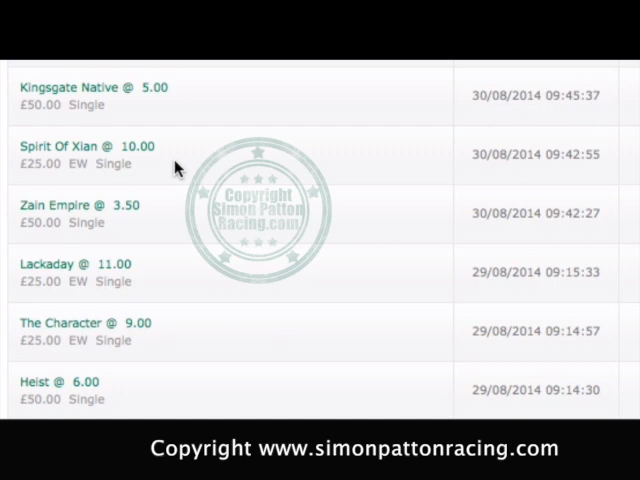 Kingsgate Native @ 5.00
£50.00 Single
30/08/2014 09:45:37
Spirit Of Xian @ 10.00
£25.00 EW Single
30/08/2014 09:42:55
Copyright
Simon Patton
Racing.com
Zain Empire @ 3.50
£50.00 Single
30/08/2014 09:42:27
Lackaday @ 11.00
£25.00 EW Single
29/08/2014 09:15:33
The Character @ 9.00
£25.00 EW Single
29/08/2014 09:14:57
Heist @ 6.00
£50.00 Single
29/08/2014 09:14:30
Copyright www.simonpattonracing.com